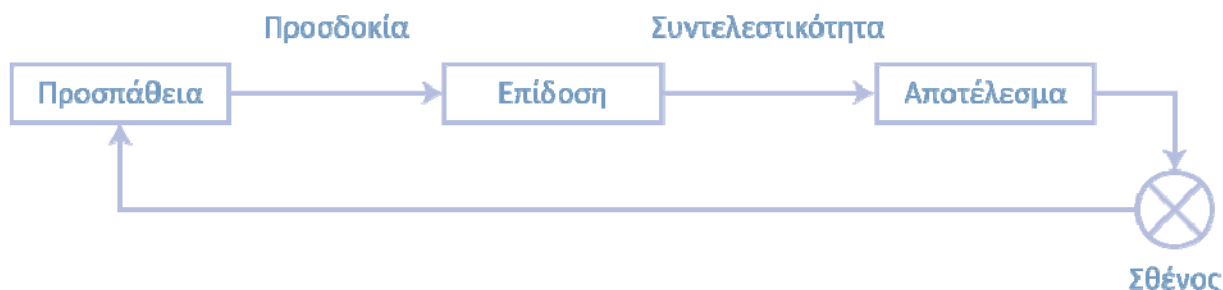 Προσδοκία
Συντελεστικότητα
Προσπάθεια
Επίδοση
Αποτέλεσμα
Σθένος